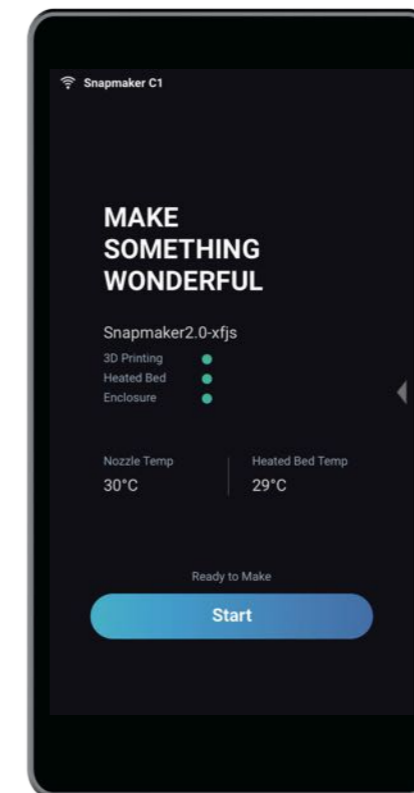 Snapmaker C1
MAKE
SOMETHING
WONDERFUL
Snapmaker2.0-xfjs
3D Printing
Heated Bed
Enclosure
Nozzle Temp Heated Bed Temp
30°C 29°C
Ready to Make
Start